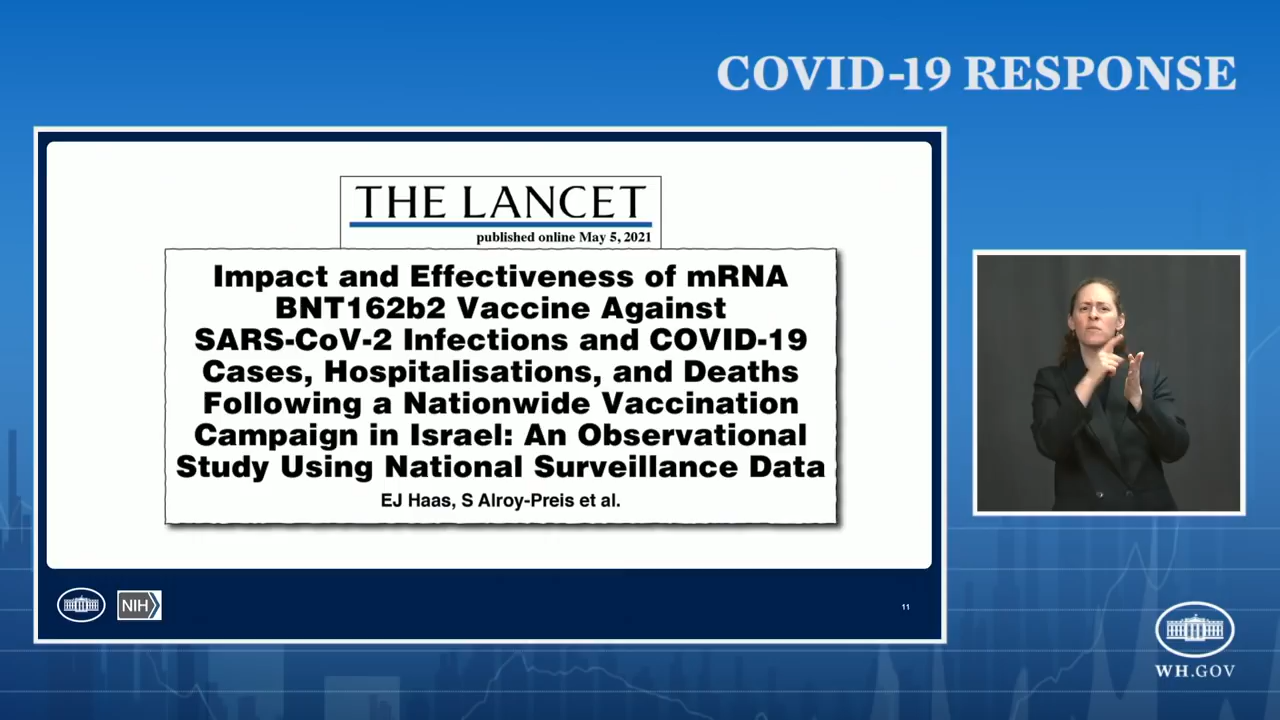 COVID-19 RESPONSE
THE LANCET
published online May 5, 2021
Impact and Effectiveness of mRNA
BNT162b2 Vaccine Against
SARS-CoV-2 Infections and COVID-19
Cases, Hospitalisations, and Deaths
Following a Nationwide Vaccination
Campaign in Israel: An Observational
Study Using National Surveillance Data
EJ Haas, S Alroy-Preis et al.
NIH
11
WH.GOV